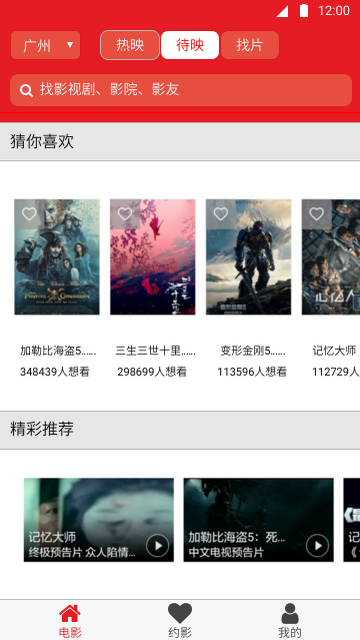 12:00
广州
热映
待映
找片
找影视剧、影院、影友
猜你喜欢
加勒比海盗5......
三生三世十里......
变形金刚5......
记忆大师
348439人想看
298699人想看
113596人想看
112729人
精彩推荐
记忆大师
终极预告片 众人陷情...
加勒比海盗5：死...
中文电视预告片
记
《
电影
约影
我的